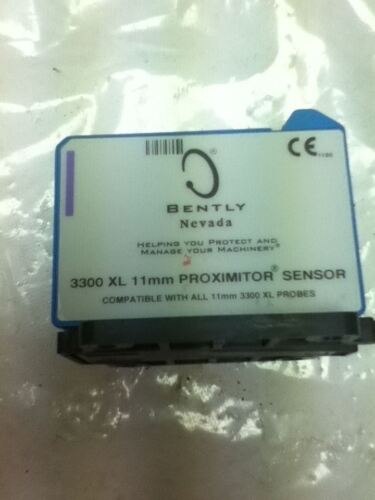 CE
BENTLY ®
Nevada
HELPING YOU PROTECT AND
MANAGE YOUR MACHINERY®
3300 XL 11mm PROXIMITOR® SENSOR
COMPATIBLE WITH ALL 11mm 3300 XL PROBES